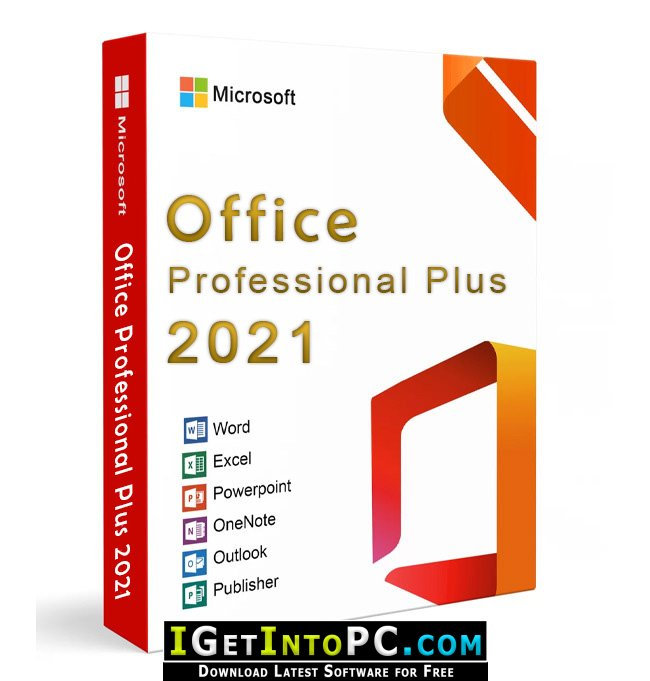 Microsoft
Office
Professional Plus
2021
Word
Excel
Powerpoint
OneNote
Outlook
Publisher
Microsoft
Office Professional Plus 2021
IGetIntoPC.com
Download Latest Software for Free